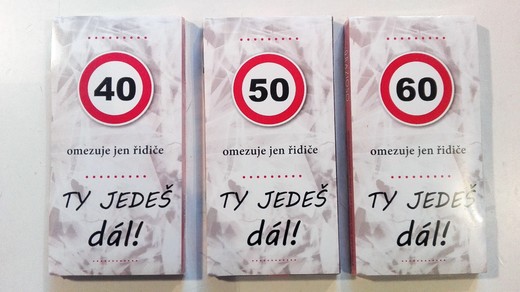 40
omezuje jen řidiče
TY JEDEŠ
dál!
50
omezuje jen řidiče
TY JEDEŠ
dál!
60
omezuje jen řidiče
TY JEDEŠ
dál!